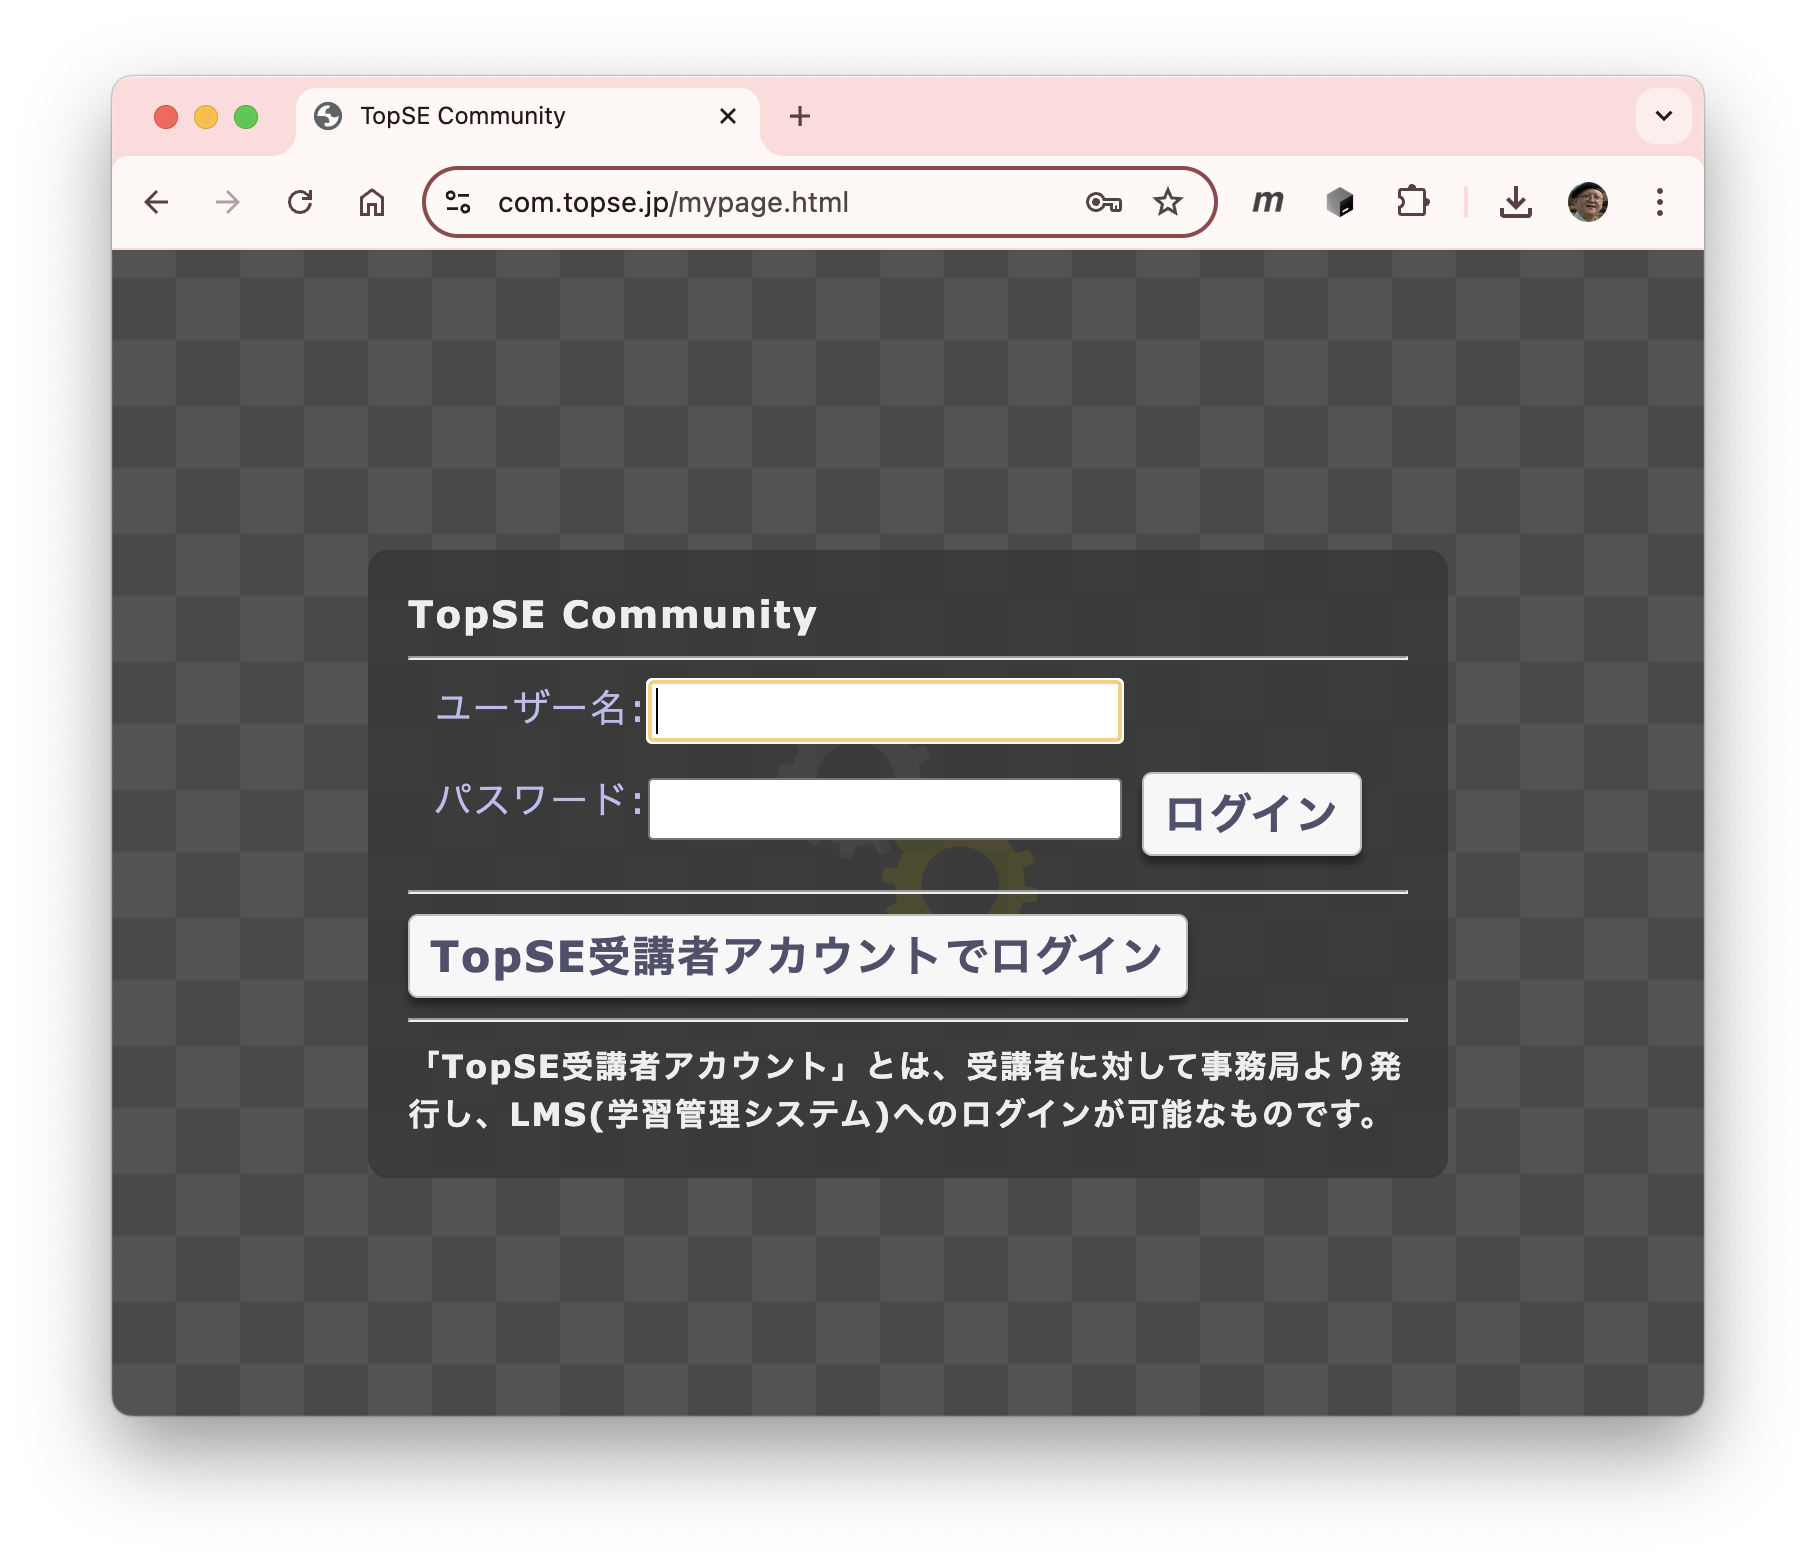 TopSE Community
com.topse.jp/mypage.html
m
TopSE Community
ユーザー名:
パスワード:
ログイン
TopSE受講者アカウントでログイン
「TopSE受講者アカウント」とは、受講者に対して事務局より発
行し、LMS(学習管理システム)へのログインが可能なものです。